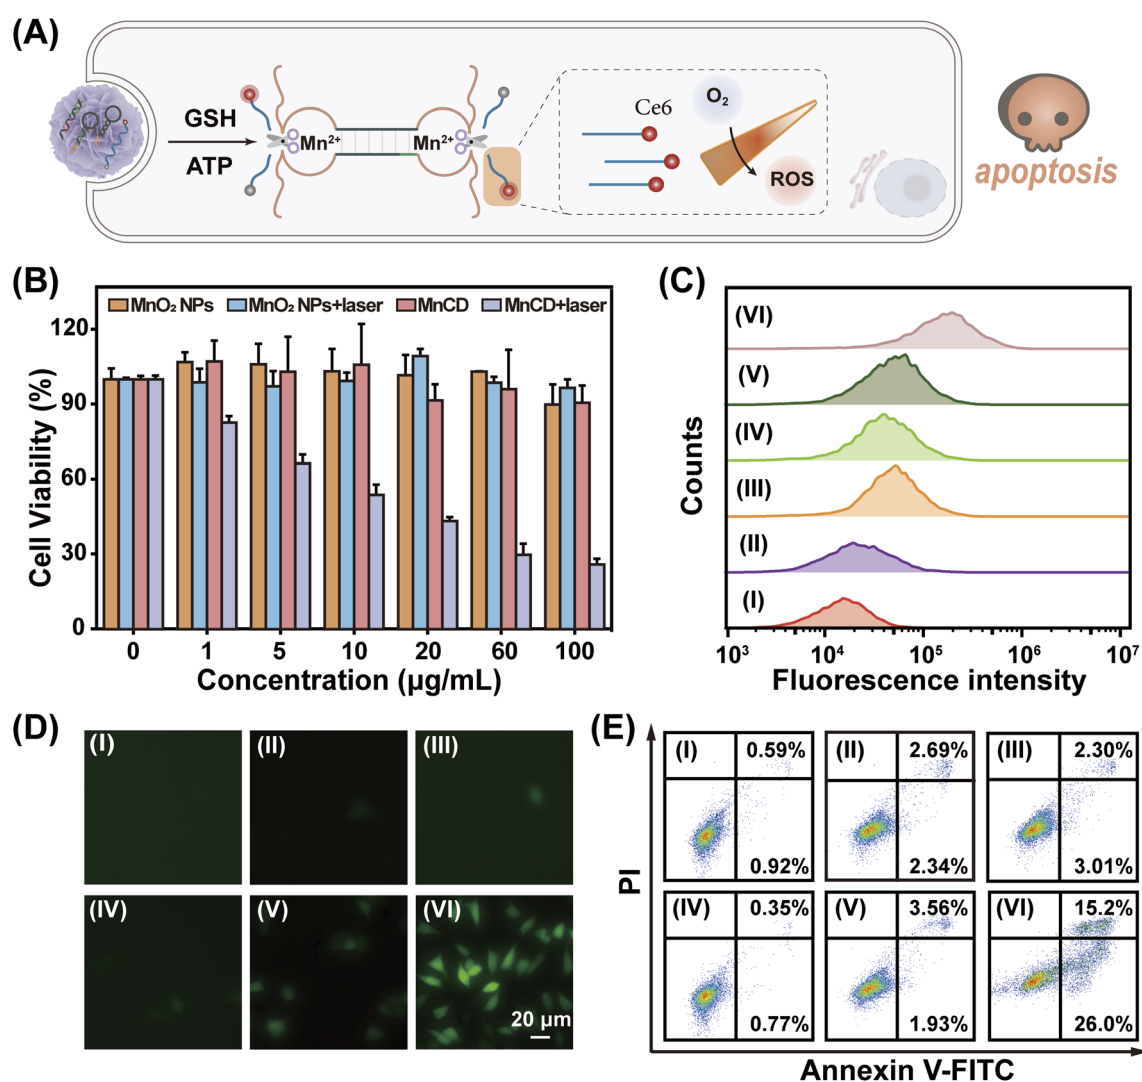 (A)
GSH
ATP
Mn²⁺
Mn²⁺
Ce6
O₂
ROS
apoptosis
(B)
MnO₂ NPs
MnO₂ NPs+laser
MnCD
MnCD+laser
Cell Viability (%)
120
90
60
30
0
0 1 5 10 20 60 100
Concentration (µg/mL)
(C)
Counts
(VI)
(V)
(IV)
(III)
(II)
(I)
10³ 10⁴ 10⁵ 10⁶ 10⁷
Fluorescence intensity
(D)
(I) (II) (III)
(IV) (V) (VI)
20 µm
(E)
PI
(I) 0.59%
0.92%
(II) 2.69%
2.34%
(III) 2.30%
3.01%
(IV) 0.35%
0.77%
(V) 3.56%
1.93%
(VI) 15.2%
26.0%
Annexin V-FITC